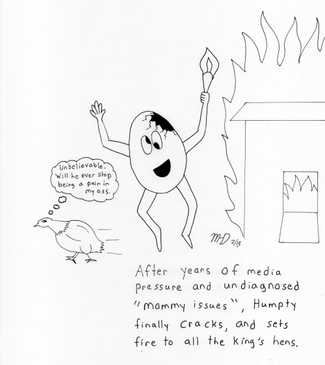 Unbelievable.
Will he ever stop
being a pain in
my ass.
MD 7/13
After years of media
pressure and undiagnosed
"mommy issues", Humpty
finally cracks, and sets
fire to all the king's hens.